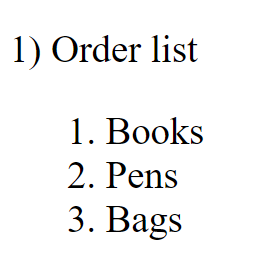 1) Order list
1. Books
2. Pens
3. Bags